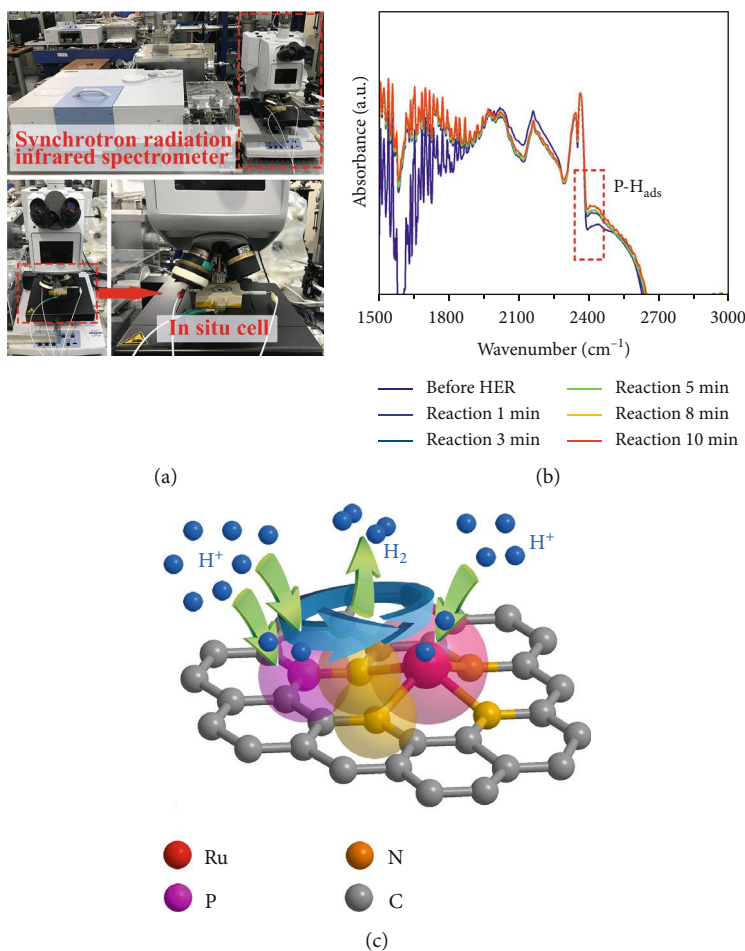 Synchrotron radiation
infrared spectrometer
In situ cell
(a)
Absorbance (a.u.)
P-Hads
1500 1800 2100 2400 2700 3000
Wavenumber (cm−1)
Before HER
Reaction 1 min
Reaction 3 min
Reaction 5 min
Reaction 8 min
Reaction 10 min
(b)
H+
H2
H+
Ru
N
P
C
(c)